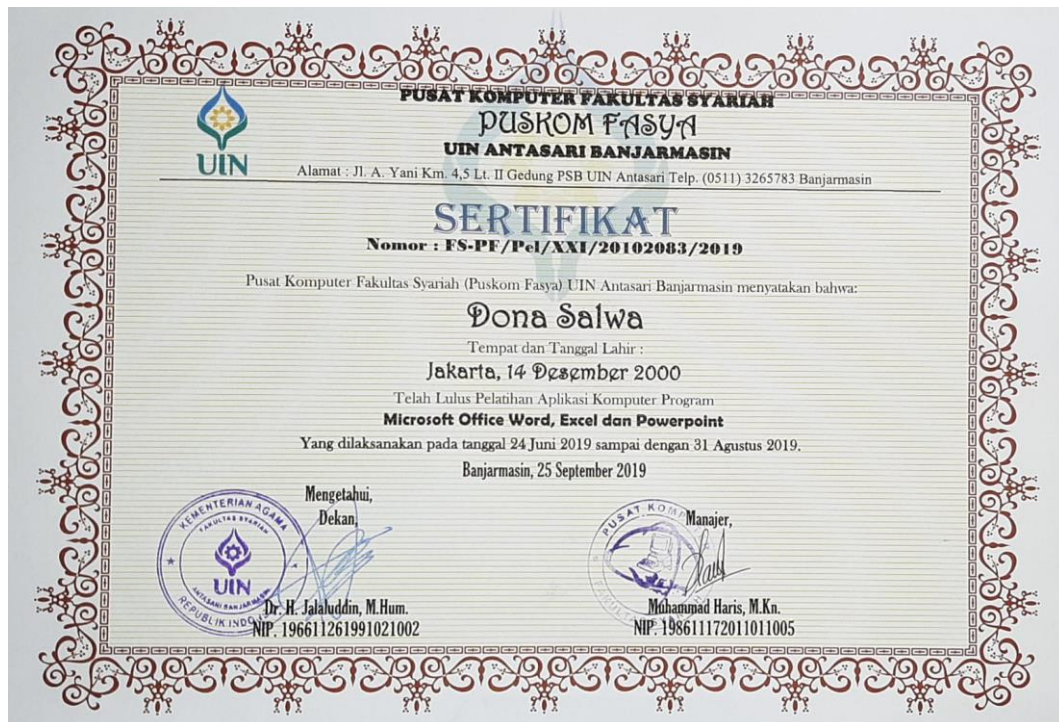 PUSAT KOMPUTER FAKULTAS SYARIAH
PUSKOM FASYA
UIN ANTASARI BANJARMASIN
Alamat : Jl. A. Yani Km. 4,5 Lt. II Gedung PSB UIN Antasari Telp. (0511) 3265783 Banjarmasin
UIN
SERTIFIKAT
Nomor : FS-PF/Pel/XXI/20102083/2019
Pusat Komputer Fakultas Syariah (Puskom Fasya) UIN Antasari Banjarmasin menyatakan bahwa:
Dona Salwa
Tempat dan Tanggal Lahir :
Jakarta, 14 Desember 2000
Telah Lulus Pelatihan Aplikasi Komputer Program
Microsoft Office Word, Excel dan Powerpoint
Yang dilaksanakan pada tanggal 24 Juni 2019 sampai dengan 31 Agustus 2019.
Banjarmasin, 25 September 2019
Mengetahui,
Dekan,
KEMENTERIAN AGAMA
FAKULTAS SYARIAH
UIN
ANTASARI BANJARMASIN
REPUBLIK INDO
Dr. H. Jalaluddin, M.Hum.
NIP. 196611261991021002
Manajer,
PUSAT KOMP
Muhammad Haris, M.Kn.
NIP. 198611172011011005